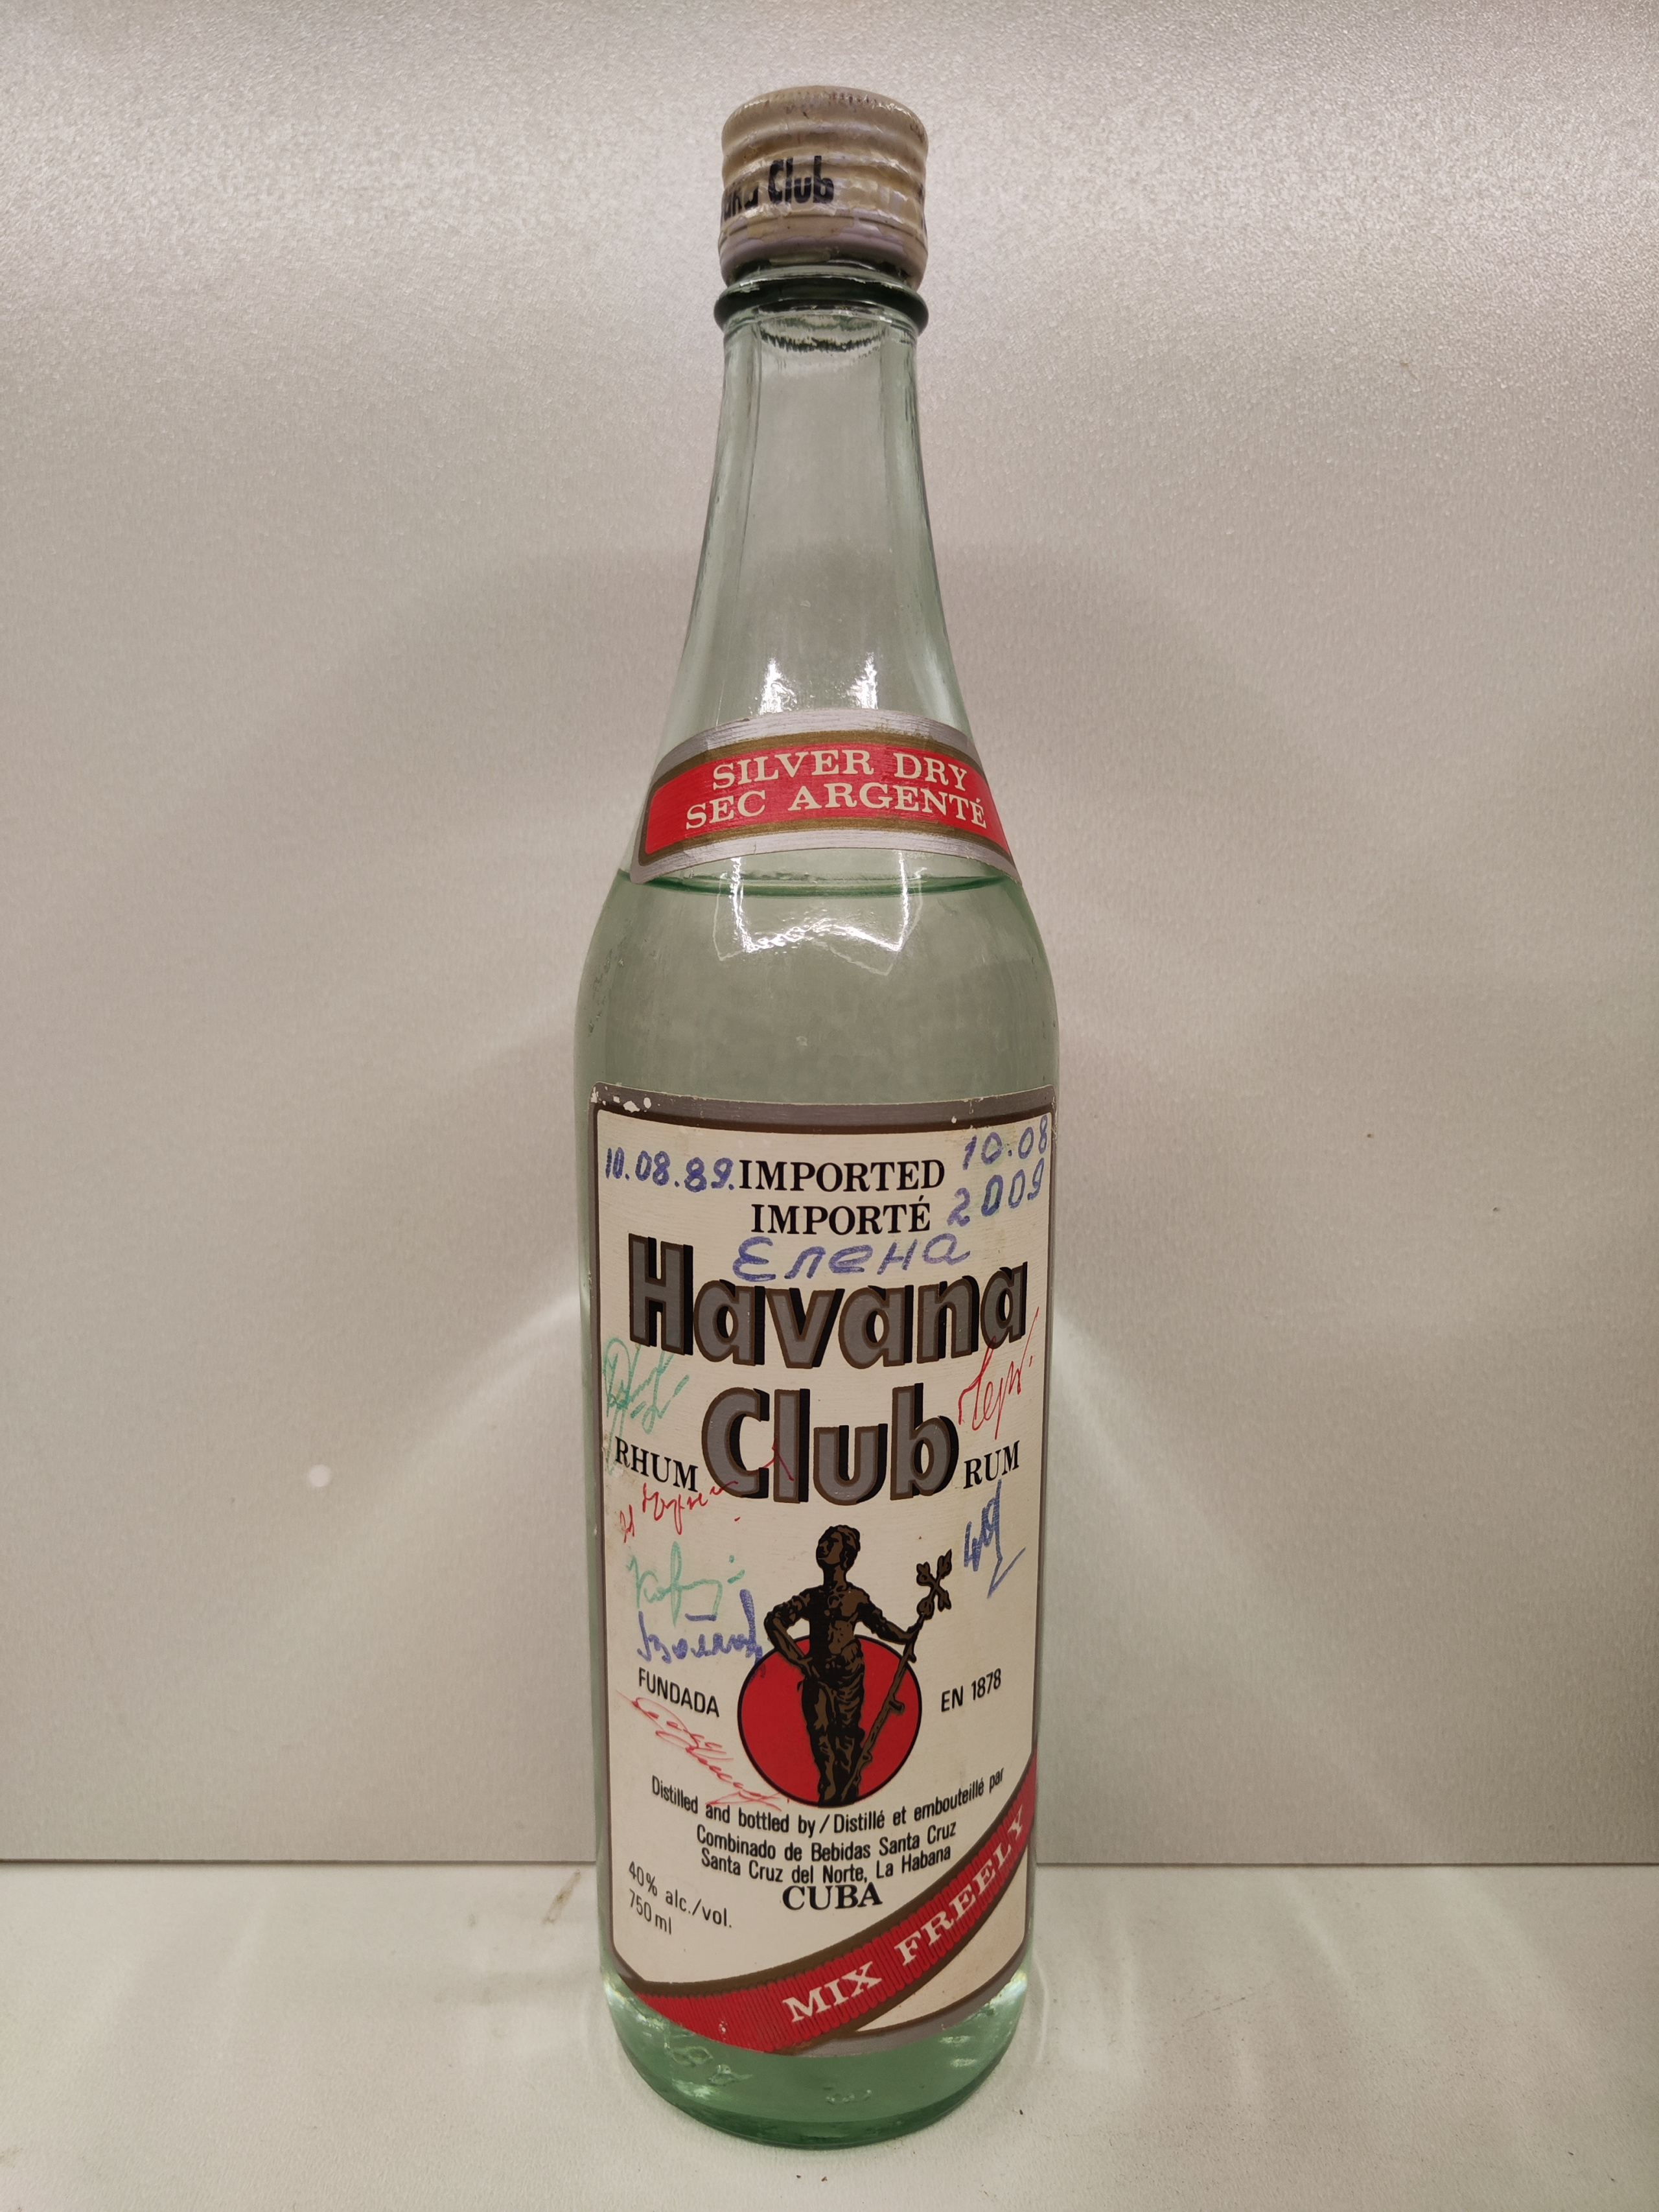 Club
SILVER DRY
SEC ARGENTÉ
10.08.89. IMPORTED 10.08
IMPORTÉ 2009
Елена
Havana
Club
RHUM RUM
FUNDADA EN 1878
Distilled and bottled by / Distillé et embouteillé par
Combinado de Bebidas Santa Cruz
Santa Cruz del Norte, La Habana
CUBA
40% alc./vol.
750 ml
MIX FREELY